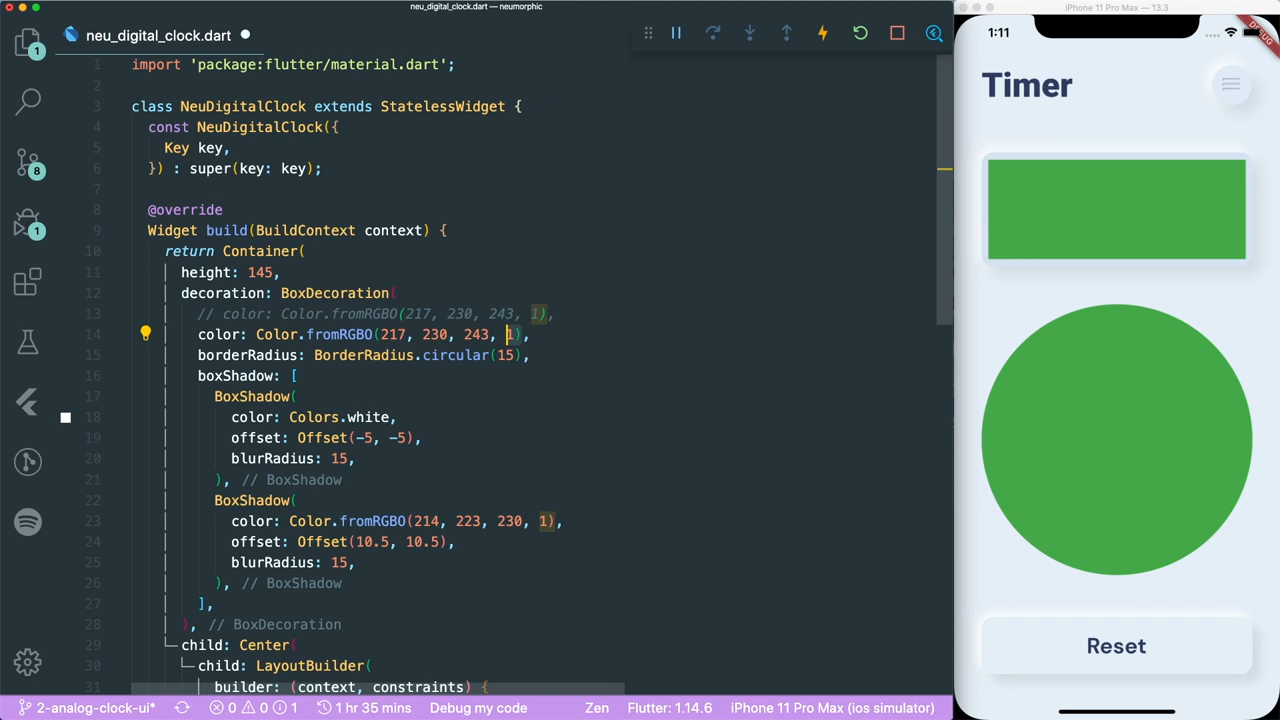 neu_digital_clock.dart — neumorphic
iPhone 11 Pro Max — 13.3
neu_digital_clock.dart
1
8
1
1 import 'package:flutter/material.dart';
2
3 class NeuDigitalClock extends StatelessWidget {
4 const NeuDigitalClock({
5 Key key,
6 }) : super(key: key);
7
8 @override
9 Widget build(BuildContext context) {
10 return Container(
11 height: 145,
12 decoration: BoxDecoration(
13 // color: Color.fromRGBO(217, 230, 243, 1),
14 color: Color.fromRGBO(217, 230, 243, 1),
15 borderRadius: BorderRadius.circular(15),
16 boxShadow: [
17 BoxShadow(
18 color: Colors.white,
19 offset: Offset(-5, -5),
20 blurRadius: 15,
21 ), // BoxShadow
22 BoxShadow(
23 color: Color.fromRGBO(214, 223, 230, 1),
24 offset: Offset(10.5, 10.5),
25 blurRadius: 15,
26 ), // BoxShadow
27 ],
28 ), // BoxDecoration
29 child: Center(
30 child: LayoutBuilder(
31 builder: (context, constraints) {
2-analog-clock-ui* 0 0 1 1 hr 35 mins Debug my code Zen Flutter: 1.14.6 iPhone 11 Pro Max (ios simulator)
1:11
DEBUG
Timer
Reset